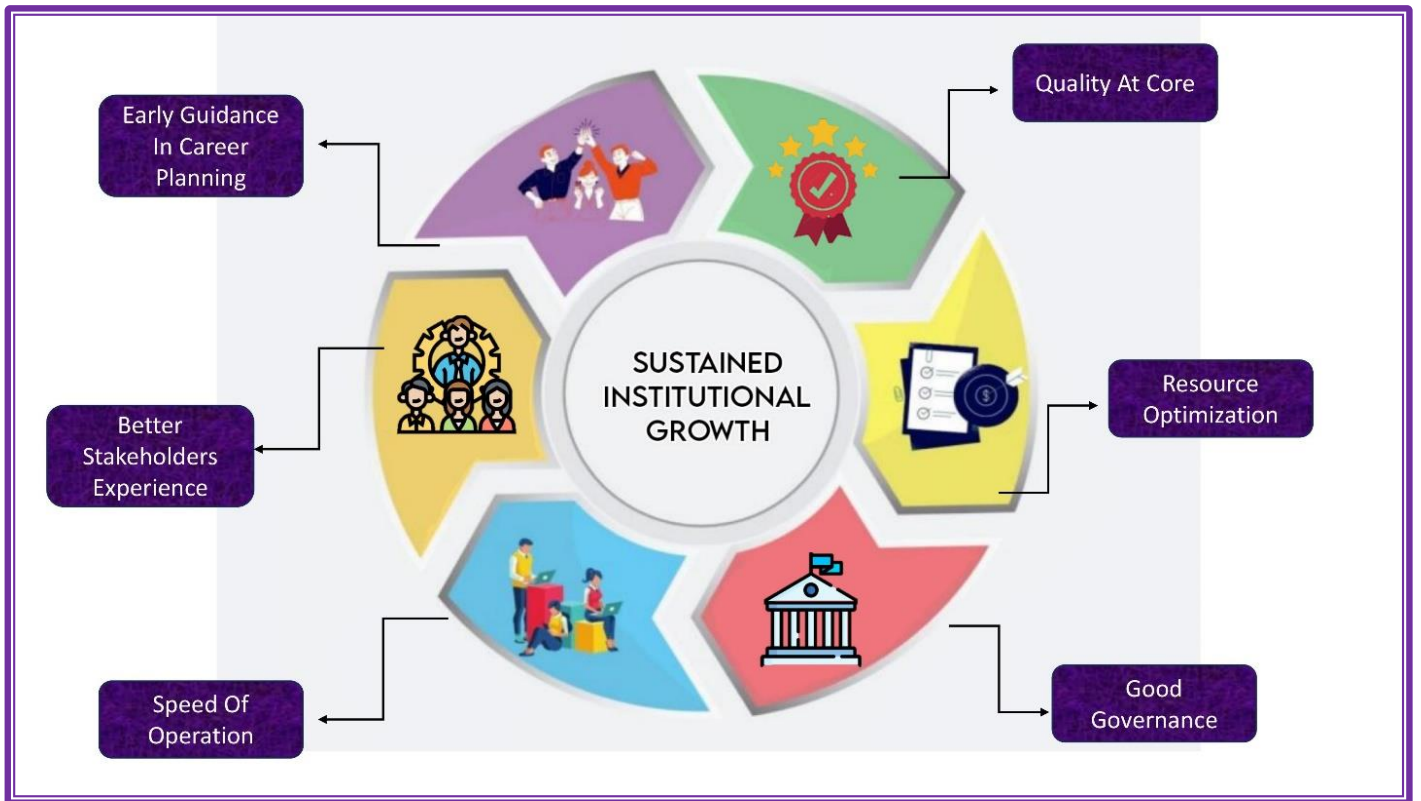 Early Guidance
In Career
Planning
Quality At Core
SUSTAINED
INSTITUTIONAL
GROWTH
Resource
Optimization
Better
Stakeholders
Experience
Speed Of
Operation
Good
Governance
$